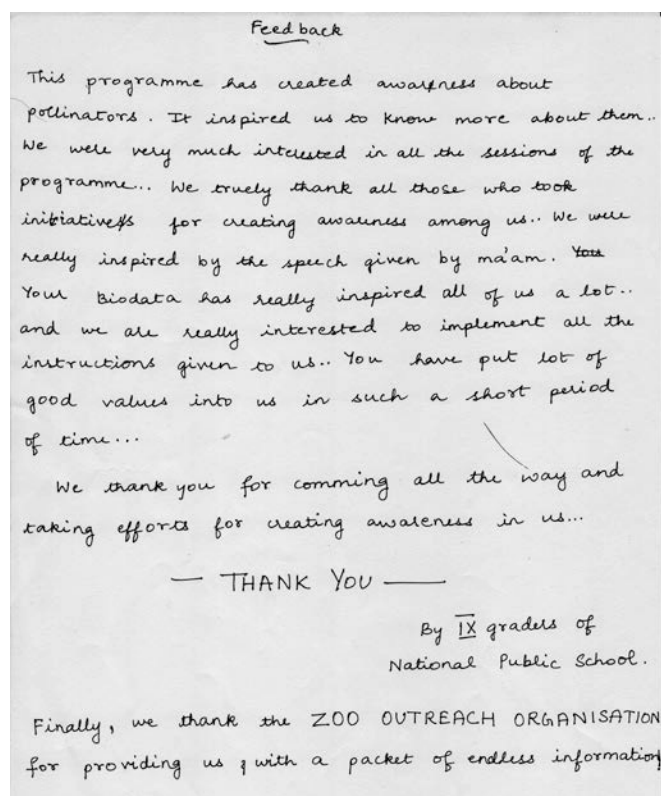 Feedback
This programme has created awareness about
pollinators. It inspired us to know more about them..
We were very much interested in all the sessions of the
programme... We truely thank all those who took
initiatives for creating awareness among us.. We were
really inspired by the speech given by ma'am. You
Your Biodata has really inspired all of us a lot..
and we are really interested to implement all the
instructions given to us.. You have put lot of
good values into us in such a short period
of time...
We thank you for comming all the way and
taking efforts for creating awareness in us...
— THANK YOU —
By IX graders of
National Public School.
Finally, we thank the ZOO OUTREACH ORGANISATION
for providing us with a packet of endless information